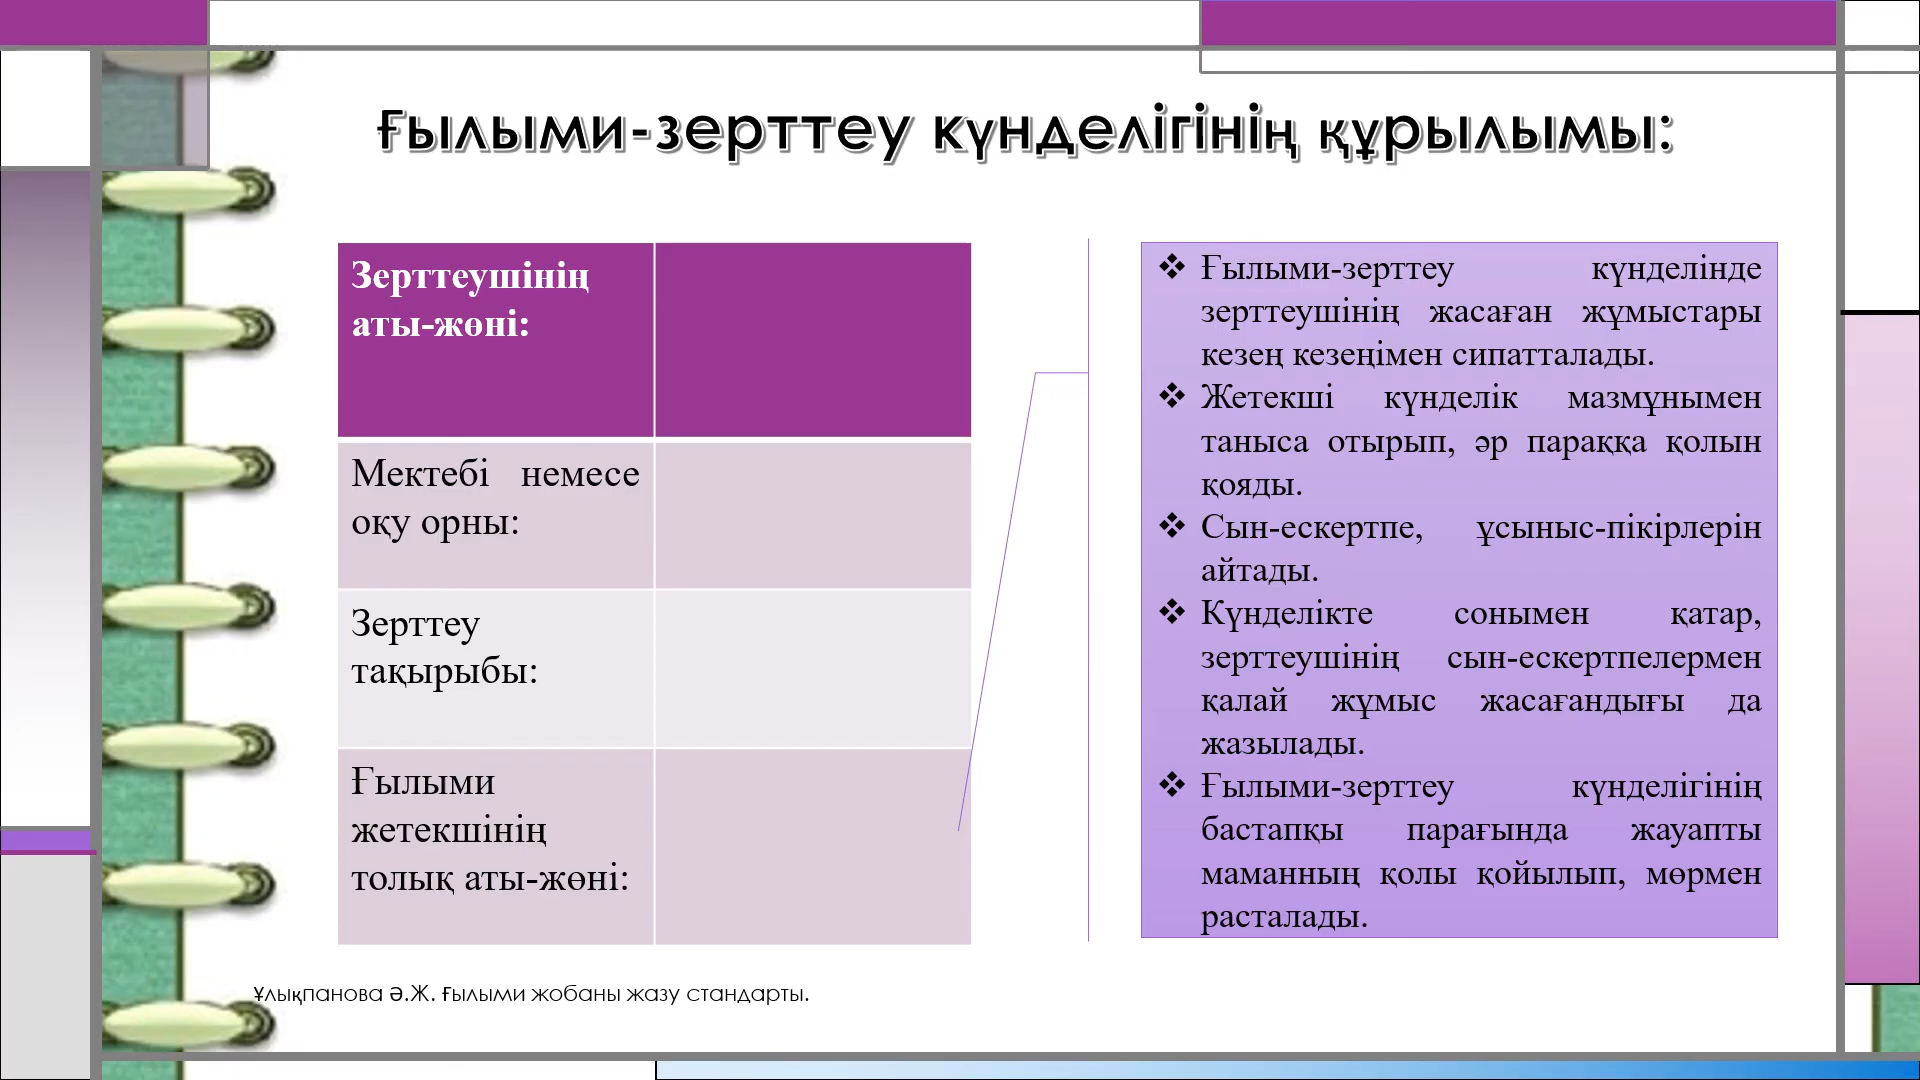 Ғылыми-зерттеу күнделігінің құрылымы:
Зерттеушінің
аты-жөні:
Мектебі немесе
оқу орны:
Зерттеу
тақырыбы:
Ғылыми
жетекшінің
толық аты-жөні:
❖ Ғылыми-зерттеу күнделінде
зерттеушінің жасаған жұмыстары
кезең кезеңімен сипатталады.
❖ Жетекші күнделік мазмұнымен
таныса отырып, әр параққа қолын
қояды.
❖ Сын-ескертпе, ұсыныс-пікірлерін
айтады.
❖ Күнделікте сонымен қатар,
зерттеушінің сын-ескертпелермен
қалай жұмыс жасағандығы да
жазылады.
❖ Ғылыми-зерттеу күнделігінің
бастапқы парағында жауапты
маманның қолы қойылып, мөрмен
расталады.
Ұлықпанова Ә.Ж. Ғылыми жобаны жазу стандарты.